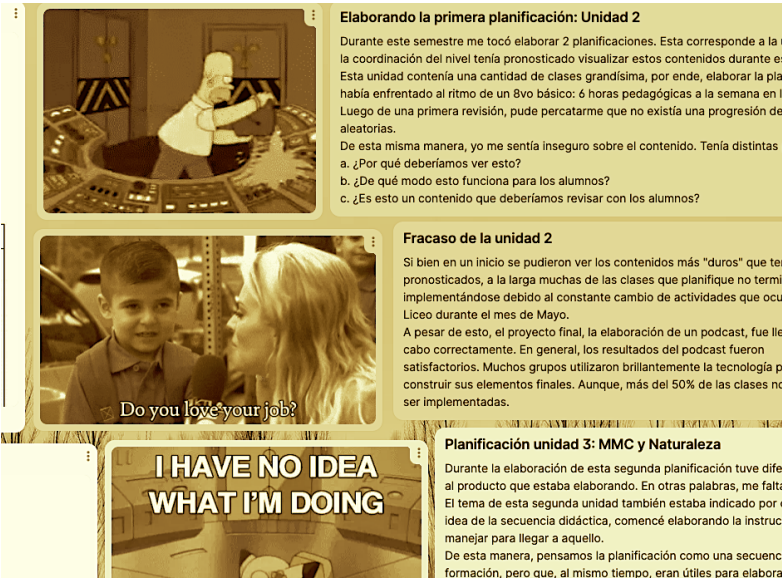 Elaborando la primera planificación: Unidad 2
Durante este semestre me tocó elaborar 2 planificaciones. Esta corresponde a la
la coordinación del nivel tenía pronosticado visualizar estos contenidos durante
Esta unidad contenía una cantidad de clases grandísima, por ende, elaborar la
había enfrentado al ritmo de un 8vo básico: 6 horas pedagógicas a la semana en
Luego de una primera revisión, pude percatarme que no existía una progresión
aleatorias.
De esta misma manera, yo me sentía inseguro sobre el contenido. Tenía distintas
a. ¿Por qué deberíamos ver esto?
b. ¿De qué modo esto funciona para los alumnos?
c. ¿Es esto un contenido que deberíamos revisar con los alumnos?
Fracaso de la unidad 2
Si bien en un inicio se pudieron ver los contenidos más "duros" que
pronosticados, a la larga muchas de las clases que planifique no
implementándose debido al constante cambio de actividades que
Liceo durante el mes de Mayo.
A pesar de esto, el proyecto final, la elaboración de un podcast, fue
cabo correctamente. En general, los resultados del podcast fueron
satisfactorios. Muchos grupos utilizaron brillantemente la tecnología
construir sus elementos finales. Aunque, más del 50% de las clases
ser implementadas.
Do you love your job?
Planificación unidad 3: MMC y Naturaleza
Durante la elaboración de esta segunda planificación tuve
al producto que estaba elaborando. En otras palabras, me
El tema de esta segunda unidad también estaba indicado por
idea de la secuencia didáctica, comencé elaborando la
manejar para llegar a aquello.
De esta manera, pensamos la planificación como una
formación, pero que, al mismo tiempo, eran útiles para
I HAVE NO IDEA
WHAT I'M DOING